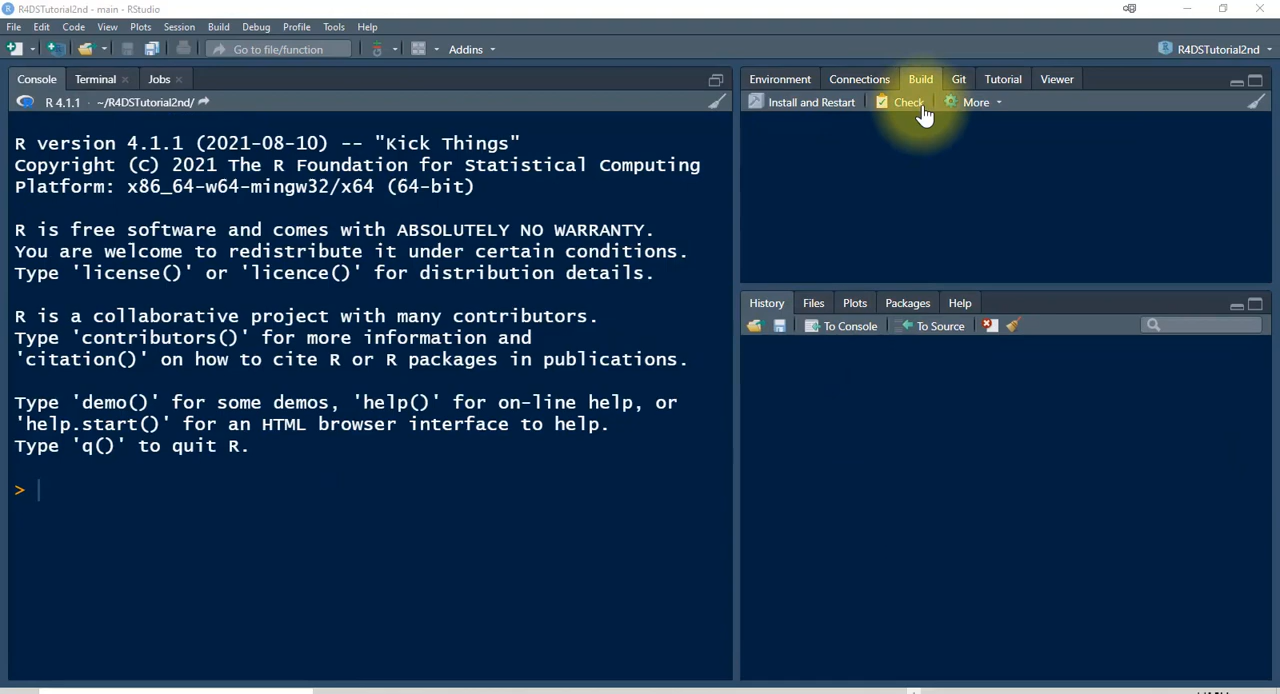 R4DSTutorial2nd - main - RStudio
File Edit Code View Plots Session Build Debug Profile Tools Help
Go to file/function Addins R4DSTutorial2nd
Console Terminal Jobs
R 4.1.1 · ~/R4DSTutorial2nd/
R version 4.1.1 (2021-08-10) -- "Kick Things"
Copyright (C) 2021 The R Foundation for Statistical Computing
Platform: x86_64-w64-mingw32/x64 (64-bit)
R is free software and comes with ABSOLUTELY NO WARRANTY.
You are welcome to redistribute it under certain conditions.
Type 'license()' or 'licence()' for distribution details.
R is a collaborative project with many contributors.
Type 'contributors()' for more information and
'citation()' on how to cite R or R packages in publications.
Type 'demo()' for some demos, 'help()' for on-line help, or
'help.start()' for an HTML browser interface to help.
Type 'q()' to quit R.
>
Environment Connections Build Git Tutorial Viewer
Install and Restart Check More
History Files Plots Packages Help
To Console To Source